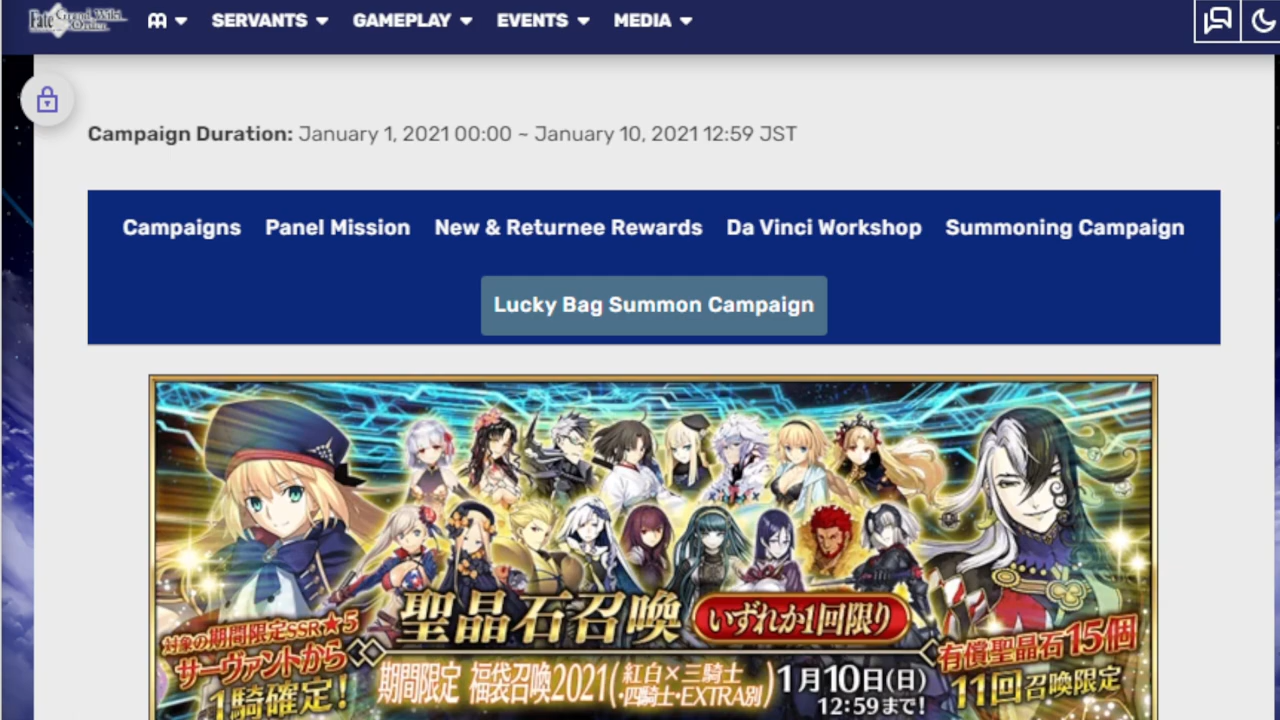 Fate Grand Order Wiki
SERVANTS GAMEPLAY EVENTS MEDIA
Campaign Duration: January 1, 2021 00:00 ~ January 10, 2021 12:59 JST
Campaigns Panel Mission New & Returnee Rewards Da Vinci Workshop Summoning Campaign
Lucky Bag Summon Campaign
対象の期間限定SSR★5
サーヴァントから
1騎確定!
聖晶石召喚
いずれか1回限り
期間限定 福袋召喚2021(紅白×三騎士
・四騎士・EXTRA別)
1月10日(日)
12:59まで!
有償聖晶石15個
11回召喚限定